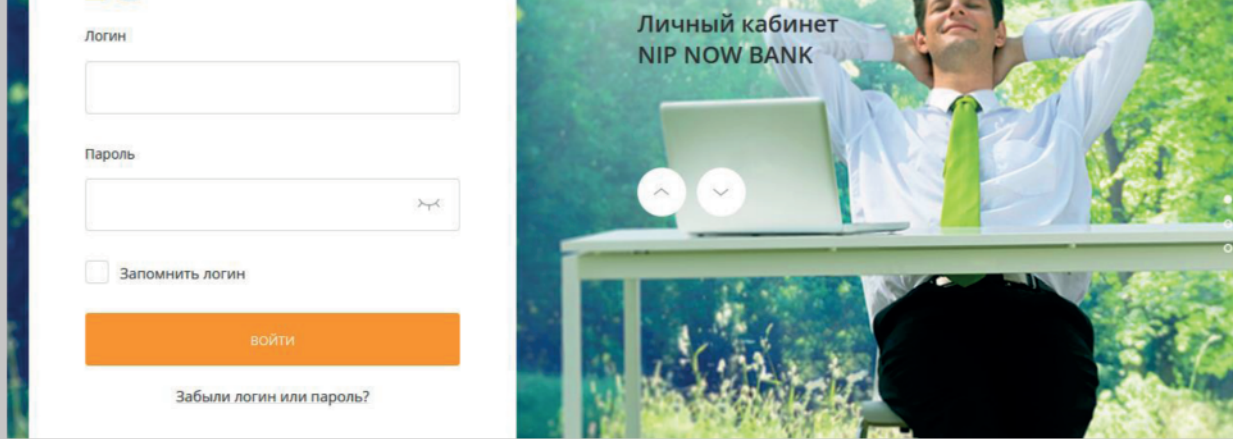 Логин
Пароль
Запомнить логин
ВОЙТИ
Забыли логин или пароль?
Личный кабинет
NIP NOW BANK